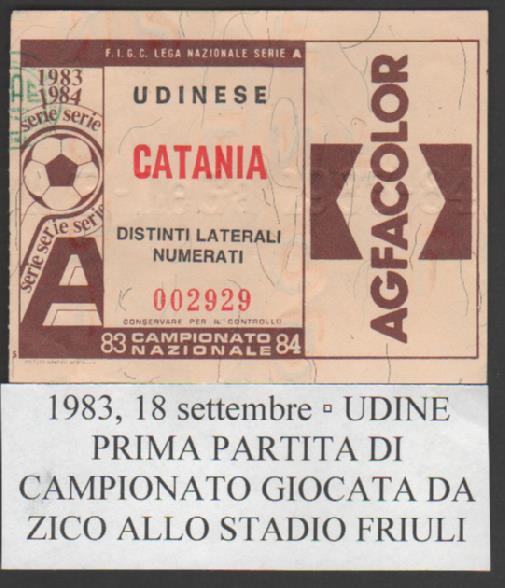 F.I.G.C. LEGA NAZIONALE SERIE A
1983
1984
serie serie
UDINESE
CATANIA
serie serie serie
A
DISTINTI LATERALI
NUMERATI
002929
CONSERVARE PER IL CONTROLLO
83 CAMPIONATO NAZIONALE 84
AGFACOLOR
1983, 18 settembre ▫ UDINE
PRIMA PARTITA DI
CAMPIONATO GIOCATA DA
ZICO ALLO STADIO FRIULI